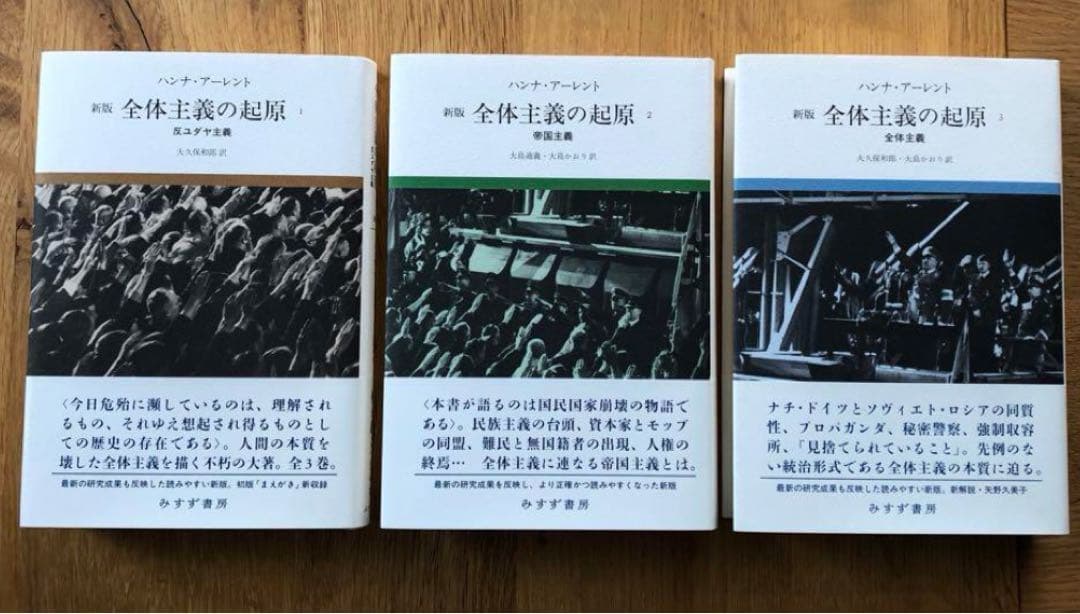 ハンナ・アーレント
新版 全体主義の起原 1
反ユダヤ主義
大久保和郎 訳
〈今日危殆に瀕しているのは、理解され
るもの、それゆえ想起され得るものとし
ての歴史の存在である〉。人間の本質を
壊した全体主義を描く不朽の大著。全3巻。
最新の研究成果も反映した読みやすい新版。初版「まえがき」新収録
みすず書房
ハンナ・アーレント
新版 全体主義の起原 2
帝国主義
大島通義・大島かおり 訳
〈本書が語るのは国民国家崩壊の物語で
ある〉。民族主義の台頭、資本家とモップ
の同盟、難民と無国籍者の出現、人権の
終焉… 全体主義に連なる帝国主義とは。
最新の研究成果を反映し、より正確かつ読みやすくなった新版
みすず書房
ハンナ・アーレント
新版 全体主義の起原 3
全体主義
大久保和郎・大島かおり 訳
ナチ・ドイツとソヴィエト・ロシアの同質
性、プロパガンダ、秘密警察、強制収容
所、「見捨てられていること」。先例のな
い統治形式である全体主義の本質に迫る。
最新の研究成果も反映した読みやすい新版。新解説・矢野久美子
みすず書房